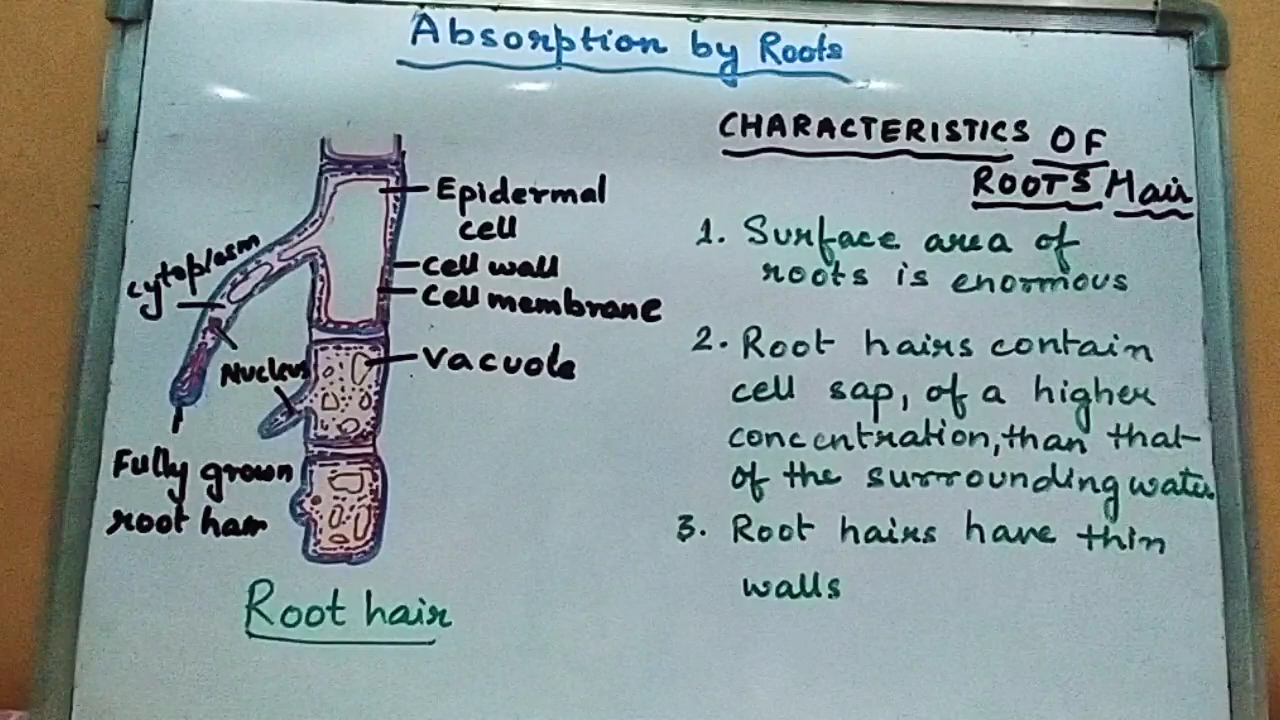 Absorption by Roots
Epidermal
cell
cytoplasm
cell wall
cell membrane
Nucleus
Vacuole
Fully grown
root hair
Root hair
CHARACTERISTICS OF
ROOTS Hair
1. Surface area of
roots is enormous
2. Root hairs contain
cell sap, of a higher
concentration, than that
of the surrounding water
3. Root hairs have thin
walls